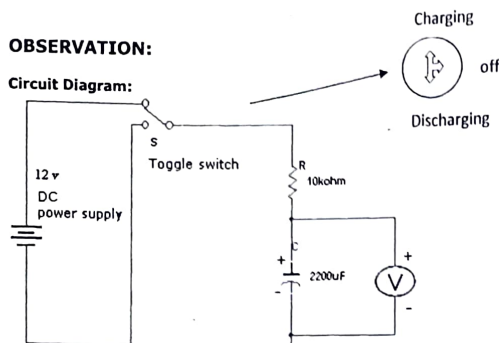 Charging
OBSERVATION:
off
Circuit Diagram:
Discharging
S
Toggle switch
R
10kohm
12 v
DC
power supply
C
+
2200uF
-
+
V
-